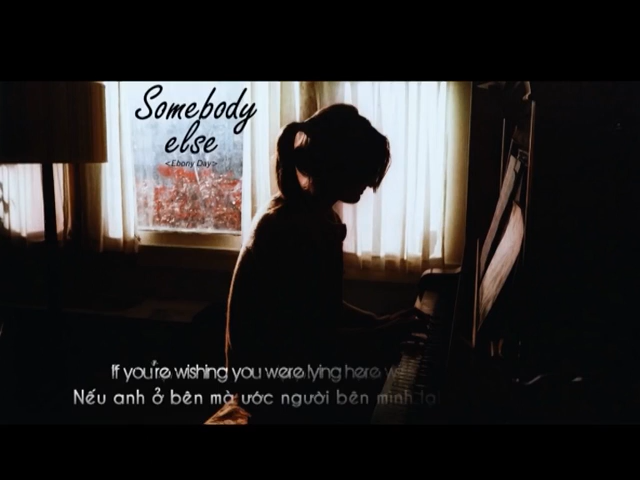 Somebody
else
<Ebony Day>
If you're wishing you were lying here
Nếu anh ở bên mà ước người bên mình